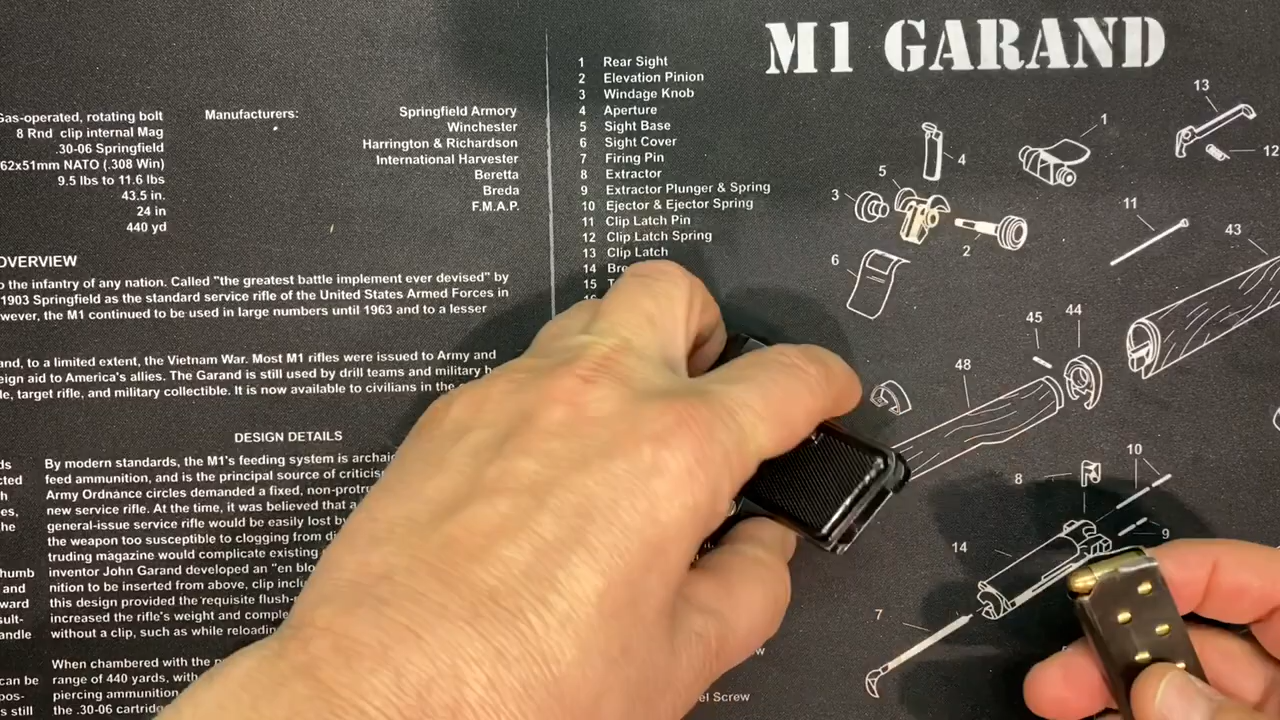 M1 GARAND
Gas-operated, rotating bolt
8 Rnd clip internal Mag
.30-06 Springfield
62x51mm NATO (.308 Win)
9.5 lbs to 11.6 lbs
43.5 in.
24 in
440 yd
Manufacturers:
Springfield Armory
Winchester
Harrington & Richardson
International Harvester
Beretta
Breda
F.M.A.P.
1 Rear Sight
2 Elevation Pinion
3 Windage Knob
4 Aperture
5 Sight Base
6 Sight Cover
7 Firing Pin
8 Extractor
9 Extractor Plunger & Spring
10 Ejector & Ejector Spring
11 Clip Latch Pin
12 Clip Latch Spring
13 Clip Latch
14
15
OVERVIEW
o the infantry of any nation. Called "the greatest battle implement ever devised" by
1903 Springfield as the standard service rifle of the United States Armed Forces in
wever, the M1 continued to be used in large numbers until 1963 and to a lesser
and, to a limited extent, the Vietnam War. Most M1 rifles were issued to Army and
eign aid to America's allies. The Garand is still used by drill teams and military
le, target rifle, and military collectible. It is now available to civilians in the
DESIGN DETAILS
By modern standards, the M1's feeding system is
feed ammunition, and is the principal source of
Army Ordnance circles demanded a fixed,
new service rifle. At the time, it was believed that
general-issue service rifle would be easily lost
the weapon too susceptible to clogging from
truding magazine would complicate existing
inventor John Garand developed an "en
nition to be inserted from above, clip
this design provided the requisite
increased the rifle's weight and
without a clip, such as while
When chambered with the
range of 440 yards,
piercing ammunition
the .30-06
thumb
and
ward
sult-
andle
can be
pos-
s still
el Screw
13
1
12
4
5
3
11
2
43
6
45
44
48
8
10
9
14
7